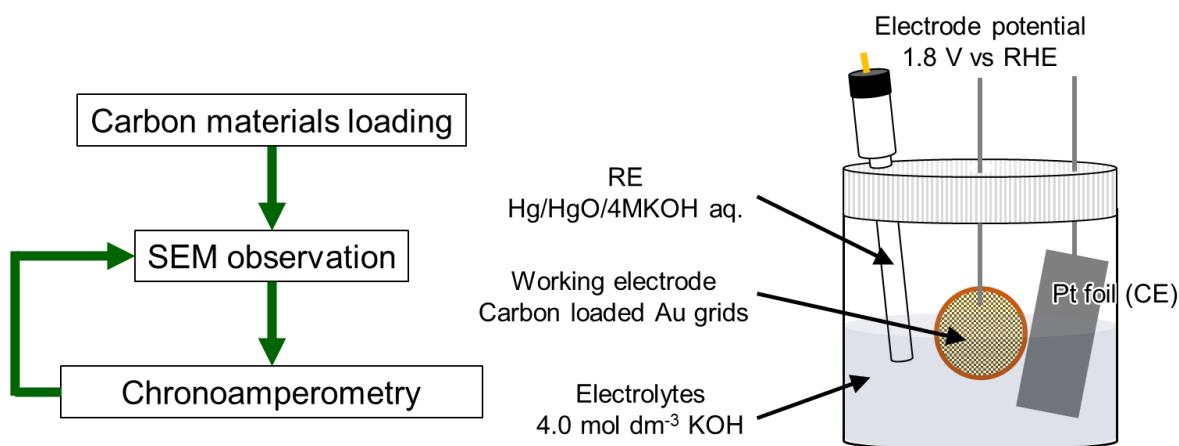 Carbon materials loading
SEM observation
Chronoamperometry
Electrode potential
1.8 V vs RHE
RE
Hg/HgO/4MKOH aq.
Working electrode
Carbon loaded Au grids
Pt foil (CE)
Electrolytes
4.0 mol dm⁻³ KOH